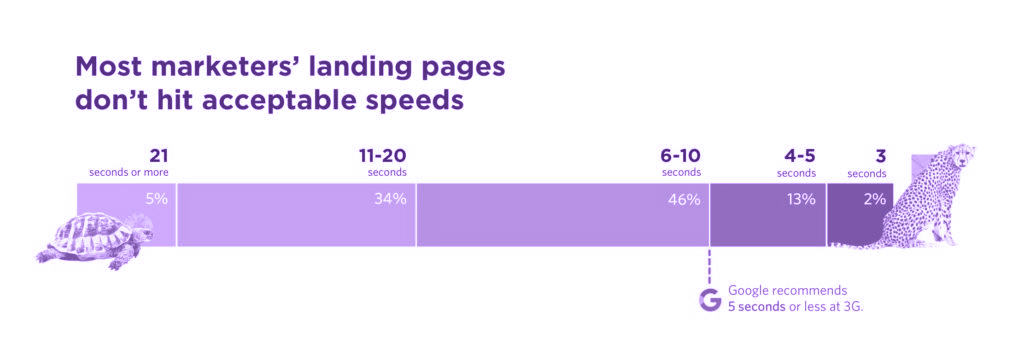 Most marketers’ landing pages
don’t hit acceptable speeds
21
seconds or more
11-20
seconds
6-10
seconds
4-5
seconds
3
seconds
5%
34%
46%
13%
2%
G
Google recommends
5 seconds or less at 3G.